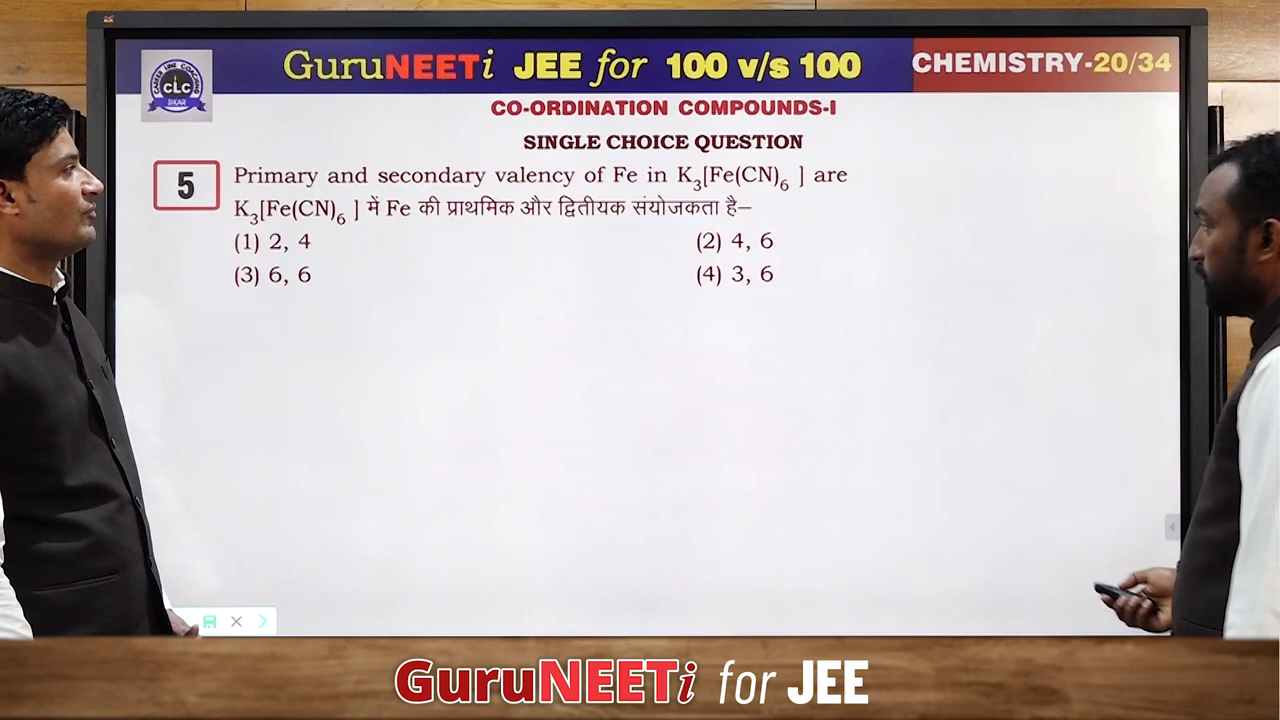 GuruNEETi JEE for 100 v/s 100
CHEMISTRY-20/34
CLC
SIKAR
CO-ORDINATION COMPOUNDS-I
SINGLE CHOICE QUESTION
5
Primary and secondary valency of Fe in K₃[Fe(CN)₆ ] are
K₃[Fe(CN)₆ ] में Fe की प्राथमिक और द्वितीयक संयोजकता है–
(1) 2, 4 (2) 4, 6
(3) 6, 6 (4) 3, 6
GuruNEETi for JEE